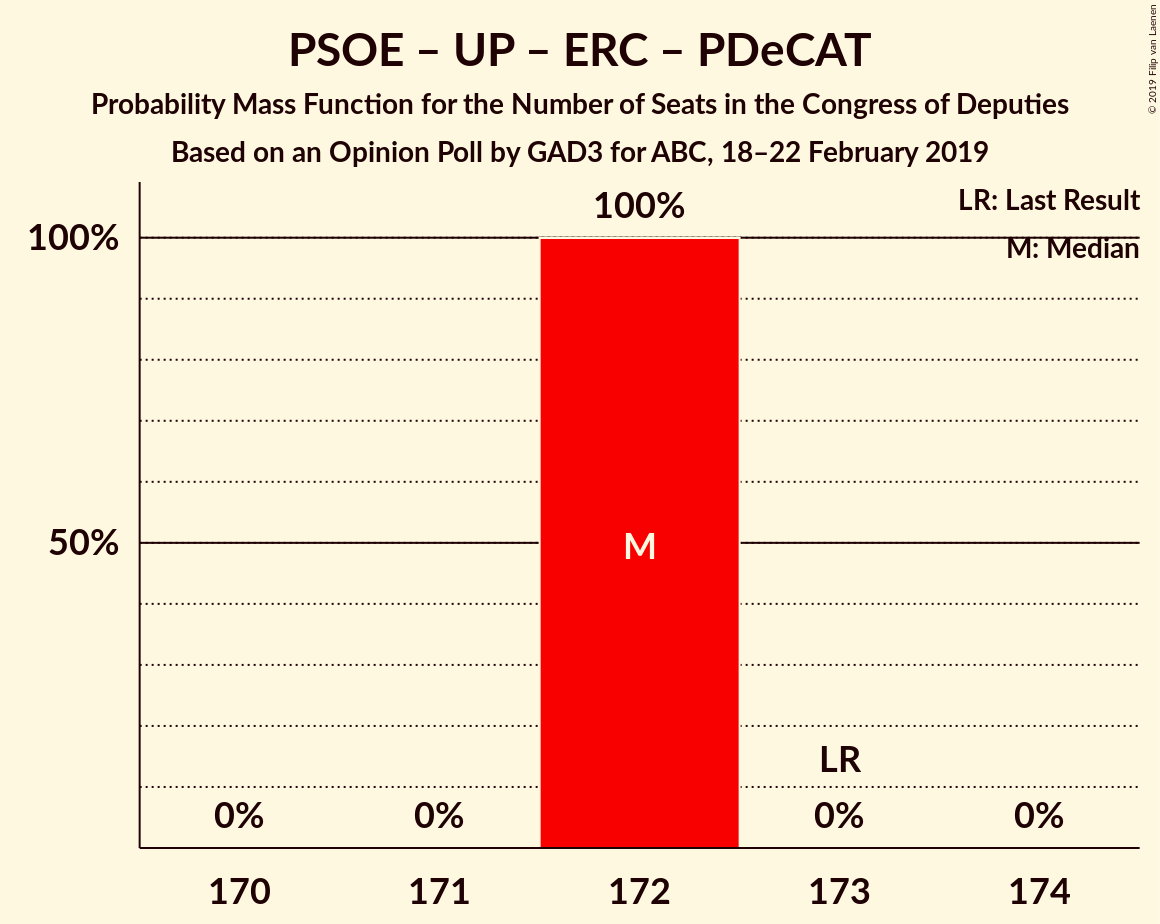 PSOE – UP – ERC – PDeCAT
Probability Mass Function for the Number of Seats in the Congress of Deputies
Based on an Opinion Poll by GAD3 for ABC, 18–22 February 2019
© 2019 Filip van Laenen
LR: Last Result
M: Median
100%
100%
50%
M
LR
0%
0%
0%
0%
170
171
172
173
174